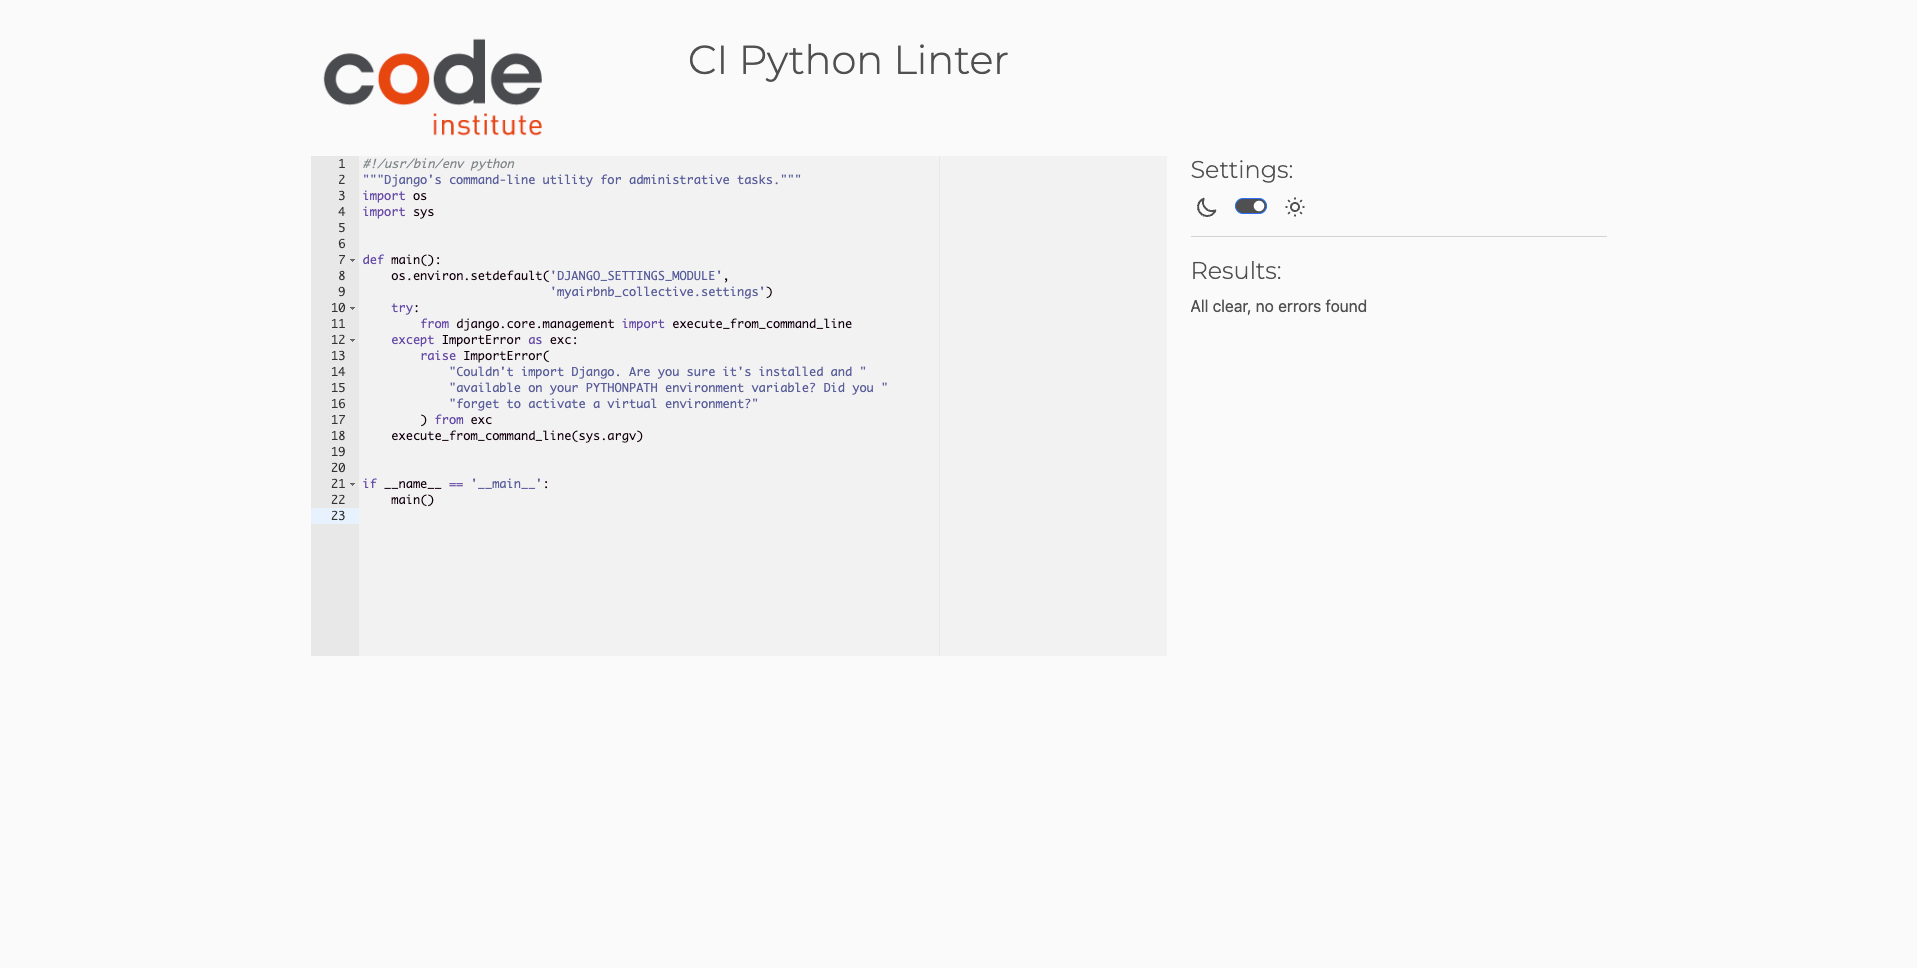 code
institute
CI Python Linter
1 #!/usr/bin/env python
2 """Django's command-line utility for administrative tasks."""
3 import os
4 import sys
5
6
7 def main():
8     os.environ.setdefault('DJANGO_SETTINGS_MODULE',
9                           'myairbnb_collective.settings')
10     try:
11         from django.core.management import execute_from_command_line
12     except ImportError as exc:
13         raise ImportError(
14             "Couldn't import Django. Are you sure it's installed and "
15             "available on your PYTHONPATH environment variable? Did you "
16             "forget to activate a virtual environment?"
17         ) from exc
18     execute_from_command_line(sys.argv)
19
20
21 if __name__ == '__main__':
22     main()
23
Settings:
Results:
All clear, no errors found